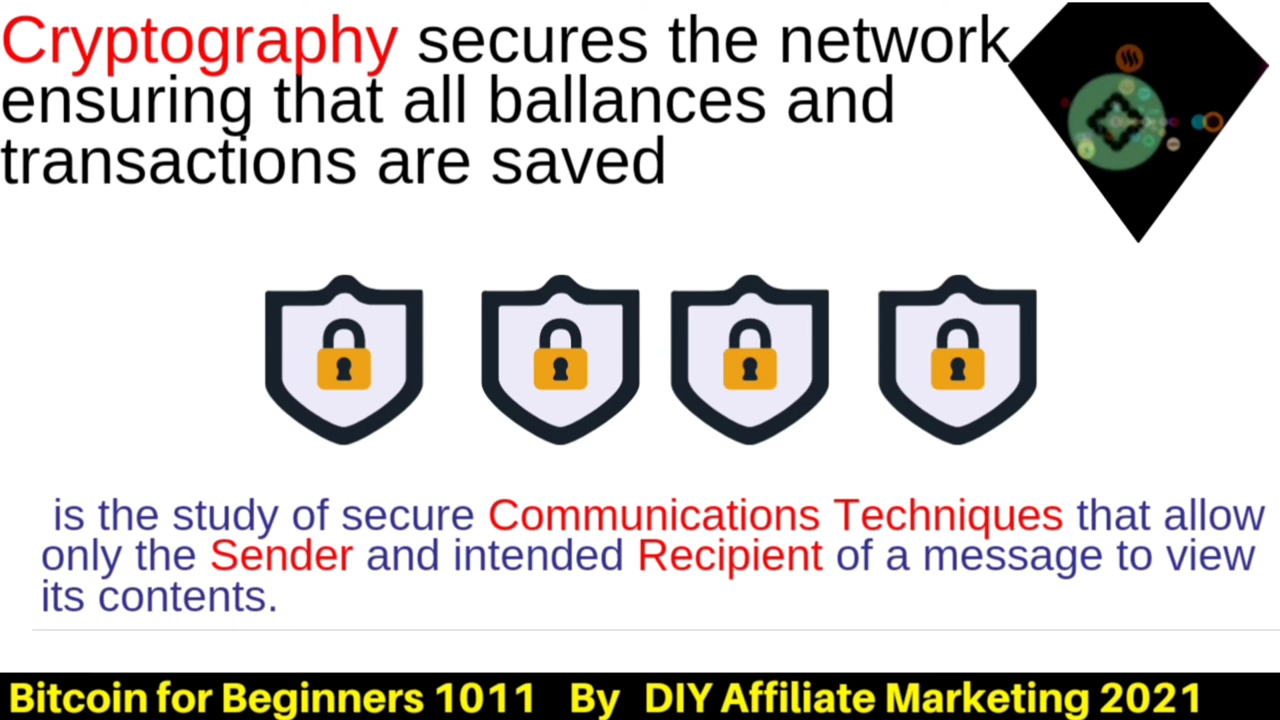 Cryptography secures the network
ensuring that all ballances and
transactions are saved
is the study of secure Communications Techniques that allow
only the Sender and intended Recipient of a message to view
its contents.
Bitcoin for Beginners 1011 By DIY Affiliate Marketing 2021